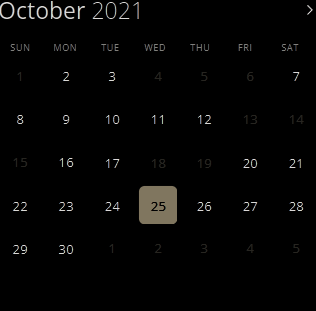 October 2021 >
SUN MON TUE WED THU FRI SAT
1 2 3 4 5 6 7
8 9 10 11 12 13 14
15 16 17 18 19 20 21
22 23 24 25 26 27 28
29 30 1 2 3 4 5